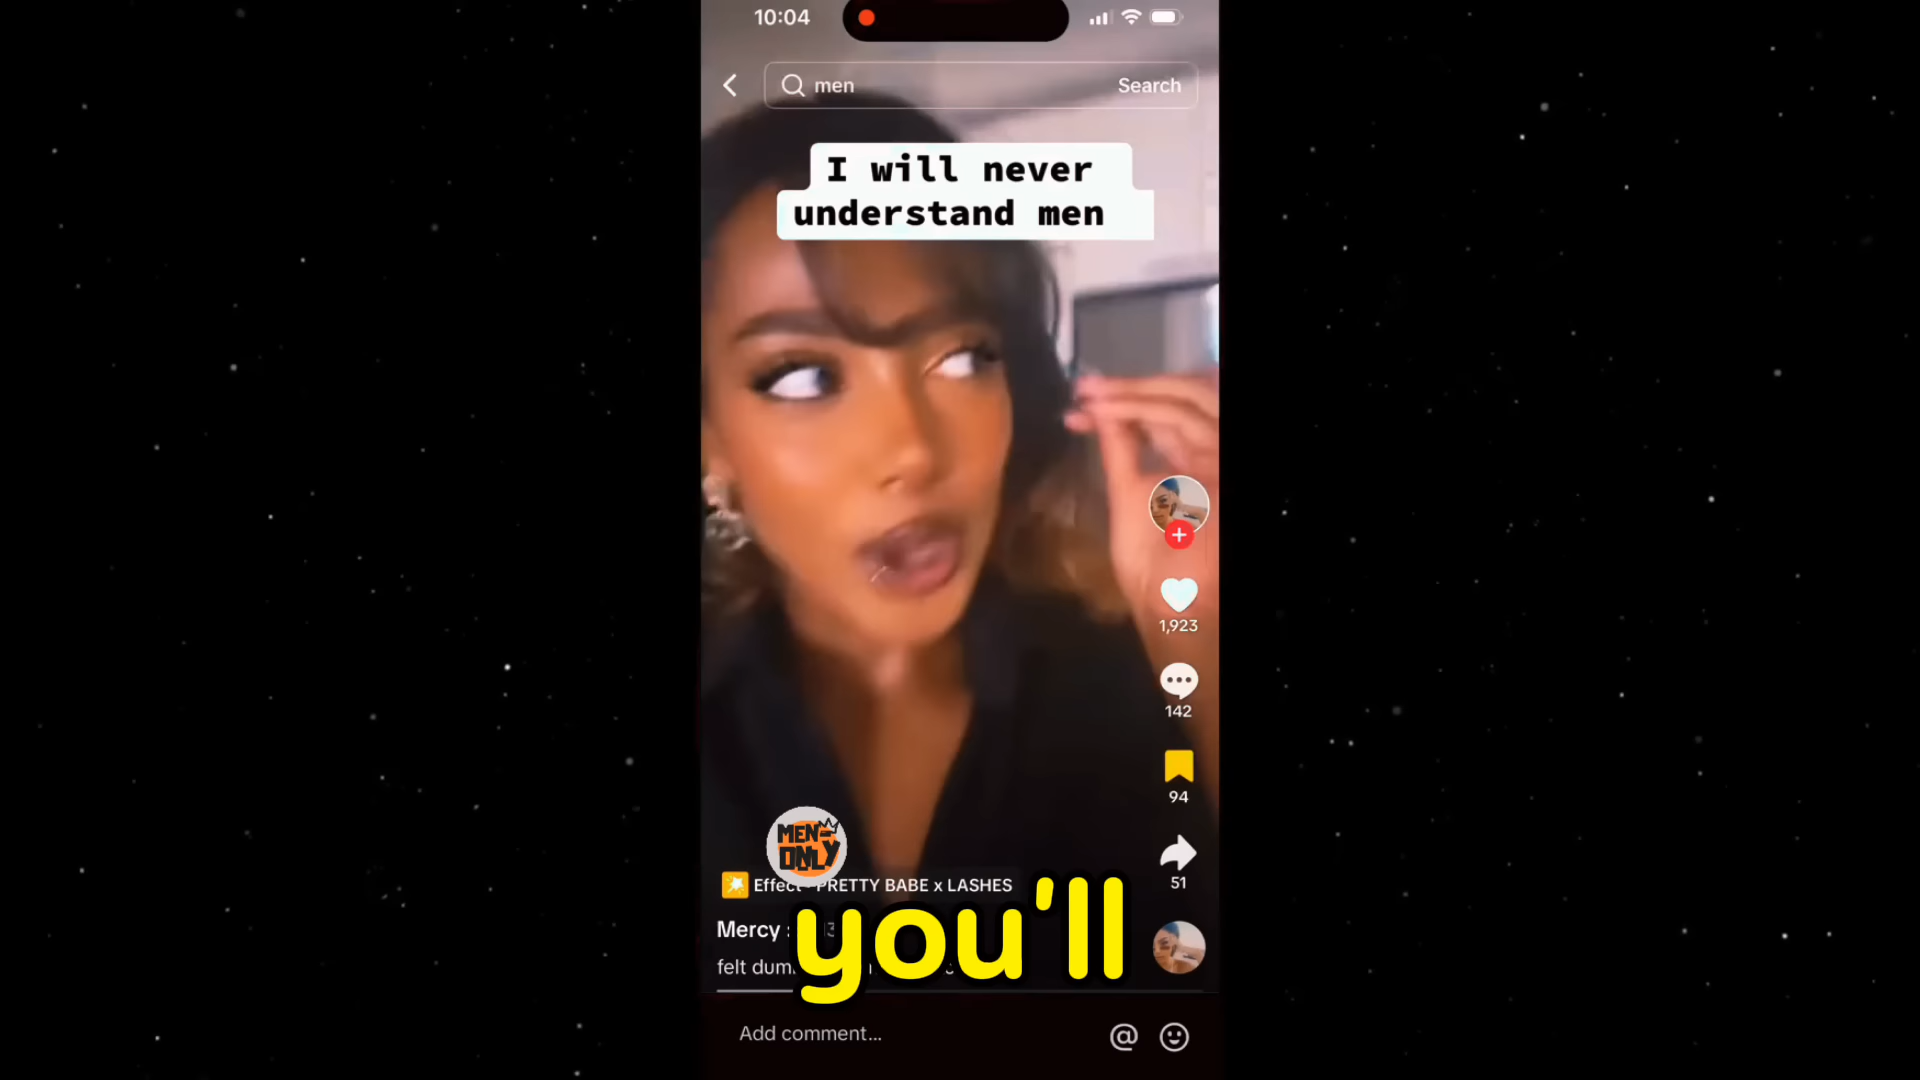 10:04
men
Search
I will never
understand men
1,923
142
94
51
MEN-
ONLY
Effect · PRETTY BABE x LASHES
Mercy
felt
you'll
Add comment...
@